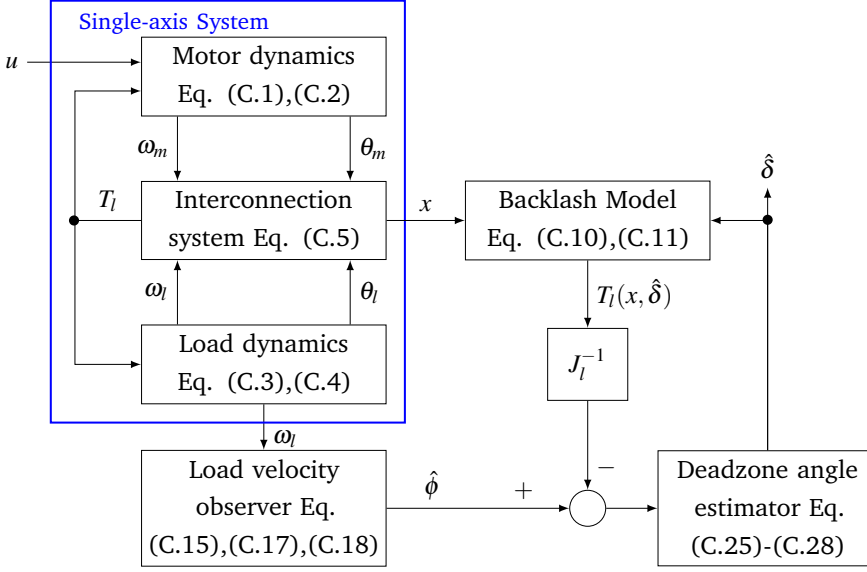 Single-axis System
u
Motor dynamics
Eq. (C.1),(C.2)
ω_m
θ_m
δ̂
T_l
Interconnection
system Eq. (C.5)
x
Backlash Model
Eq. (C.10),(C.11)
ω_l
θ_l
T_l(x,δ̂)
Load dynamics
Eq. (C.3),(C.4)
J_l^{-1}
ω_l
Load velocity
observer Eq.
(C.15),(C.17),(C.18)
ϕ̂
+
−
Deadzone angle
estimator Eq.
(C.25)-(C.28)